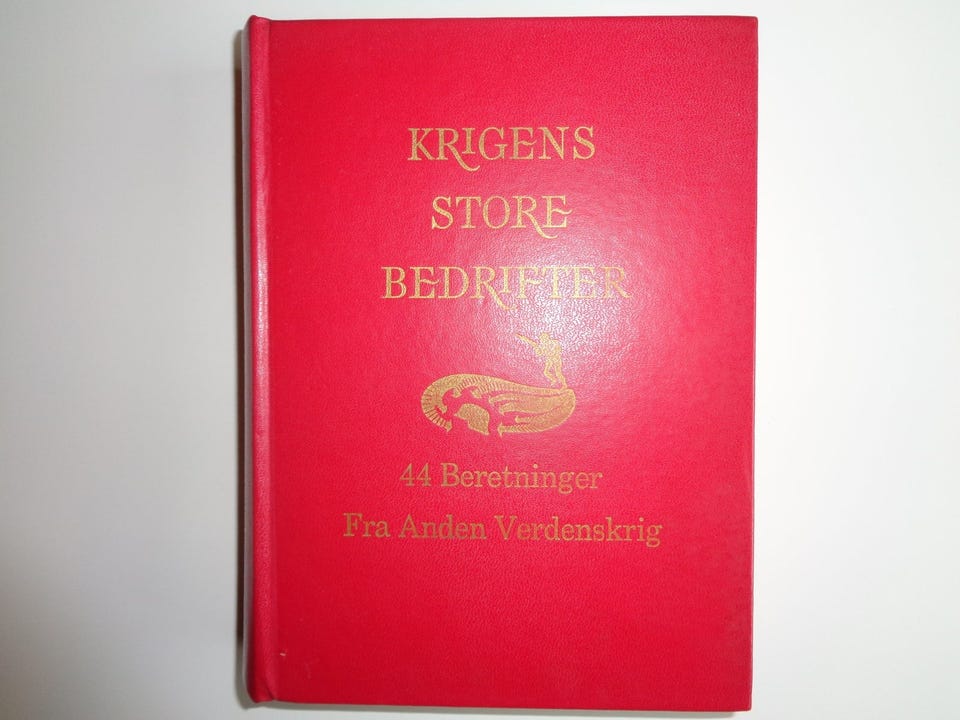 KRIGENS
STORE
BEDRIFTER
44 Beretninger
Fra Anden Verdenskrig